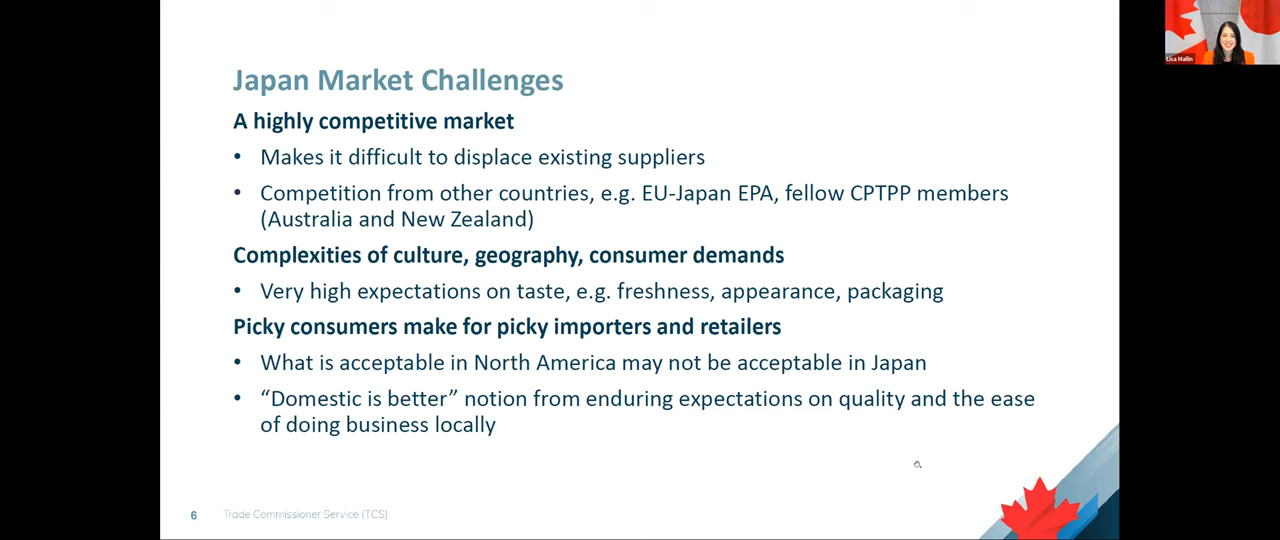 Japan Market Challenges
A highly competitive market
• Makes it difficult to displace existing suppliers
• Competition from other countries, e.g. EU-Japan EPA, fellow CPTPP members
(Australia and New Zealand)
Complexities of culture, geography, consumer demands
• Very high expectations on taste, e.g. freshness, appearance, packaging
Picky consumers make for picky importers and retailers
• What is acceptable in North America may not be acceptable in Japan
• “Domestic is better” notion from enduring expectations on quality and the ease
of doing business locally
6 Trade Commissioner Service (TCS)
Lisa Mallin